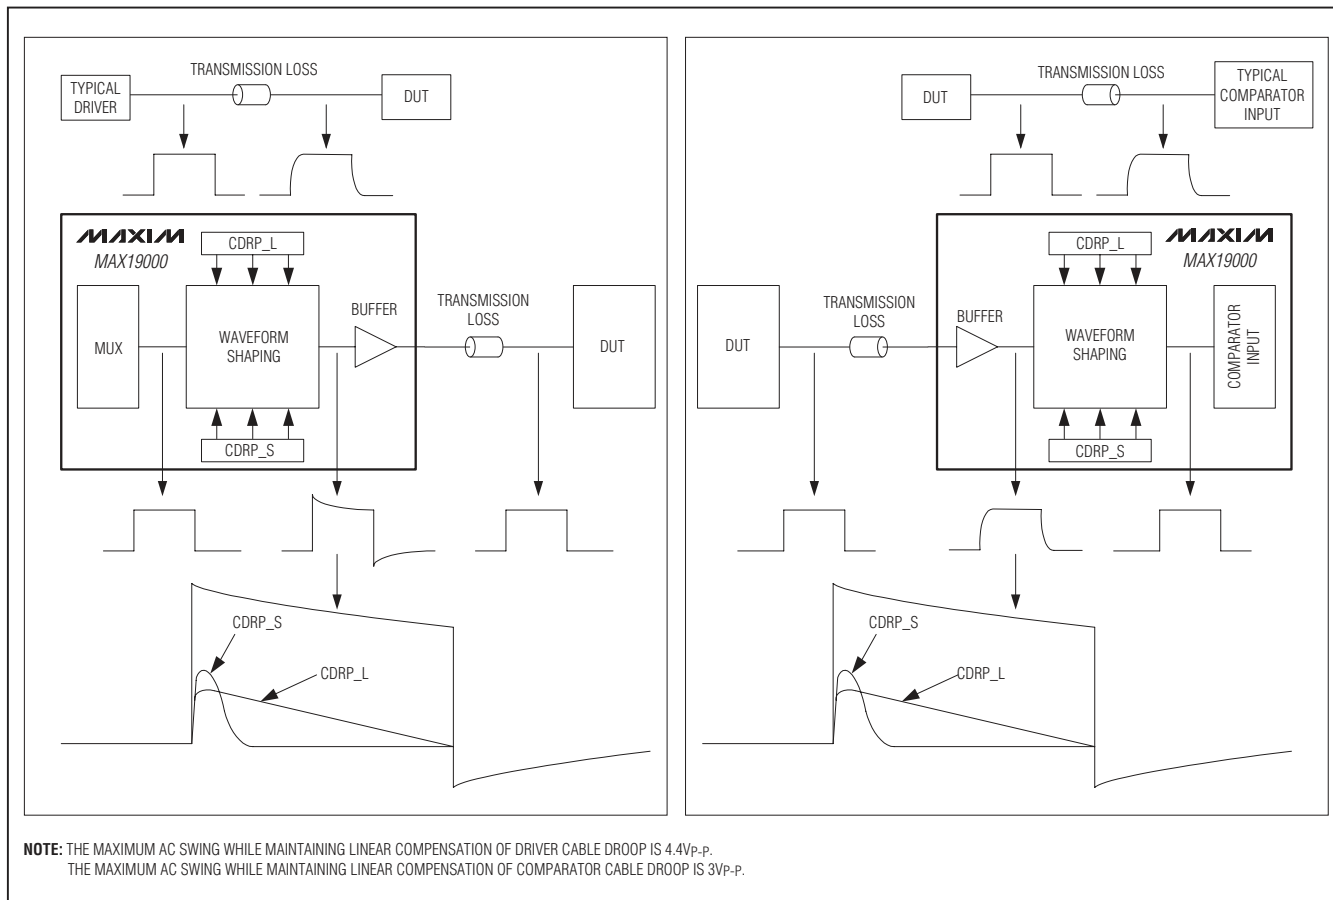 TRANSMISSION LOSS
TYPICAL
DRIVER
DUT
MAXIM
MAX19000
CDRP_L
MUX
WAVEFORM
SHAPING
BUFFER
TRANSMISSION
LOSS
DUT
CDRP_S
CDRP_S
CDRP_L
TRANSMISSION LOSS
DUT
TYPICAL
COMPARATOR
INPUT
CDRP_L
MAXIM
MAX19000
DUT
TRANSMISSION
LOSS
BUFFER
WAVEFORM
SHAPING
COMPARATOR
INPUT
CDRP_S
CDRP_S
CDRP_L
NOTE: THE MAXIMUM AC SWING WHILE MAINTAINING LINEAR COMPENSATION OF DRIVER CABLE DROOP IS 4.4VP-P.
THE MAXIMUM AC SWING WHILE MAINTAINING LINEAR COMPENSATION OF COMPARATOR CABLE DROOP IS 3VP-P.